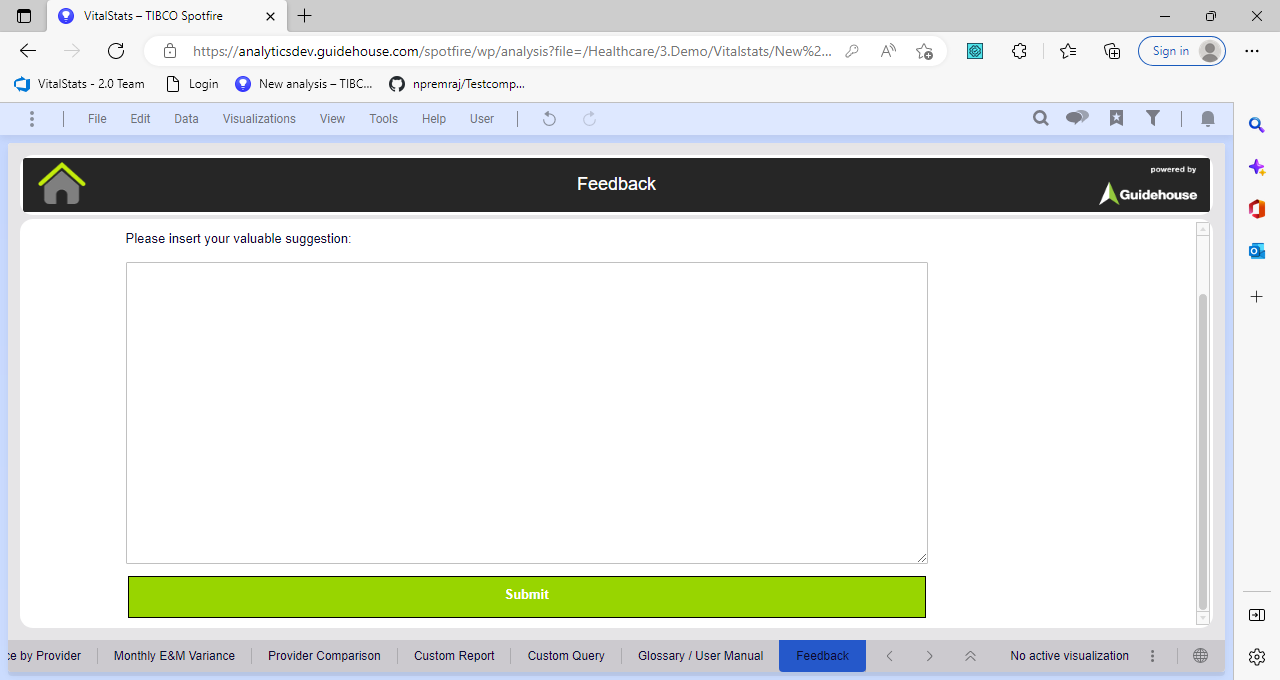 VitalStats – TIBCO Spotfire
https://analyticsdev.guidehouse.com/spotfire/wp/analysis?file=/Healthcare/3.Demo/Vitalstats/New%2...
Sign in
VitalStats - 2.0 Team
Login
New analysis – TIBC...
npremraj/Testcomp...
File
Edit
Data
Visualizations
View
Tools
Help
User
Feedback
powered by
Guidehouse
Please insert your valuable suggestion:
Submit
ce by Provider
Monthly E&M Variance
Provider Comparison
Custom Report
Custom Query
Glossary / User Manual
Feedback
No active visualization